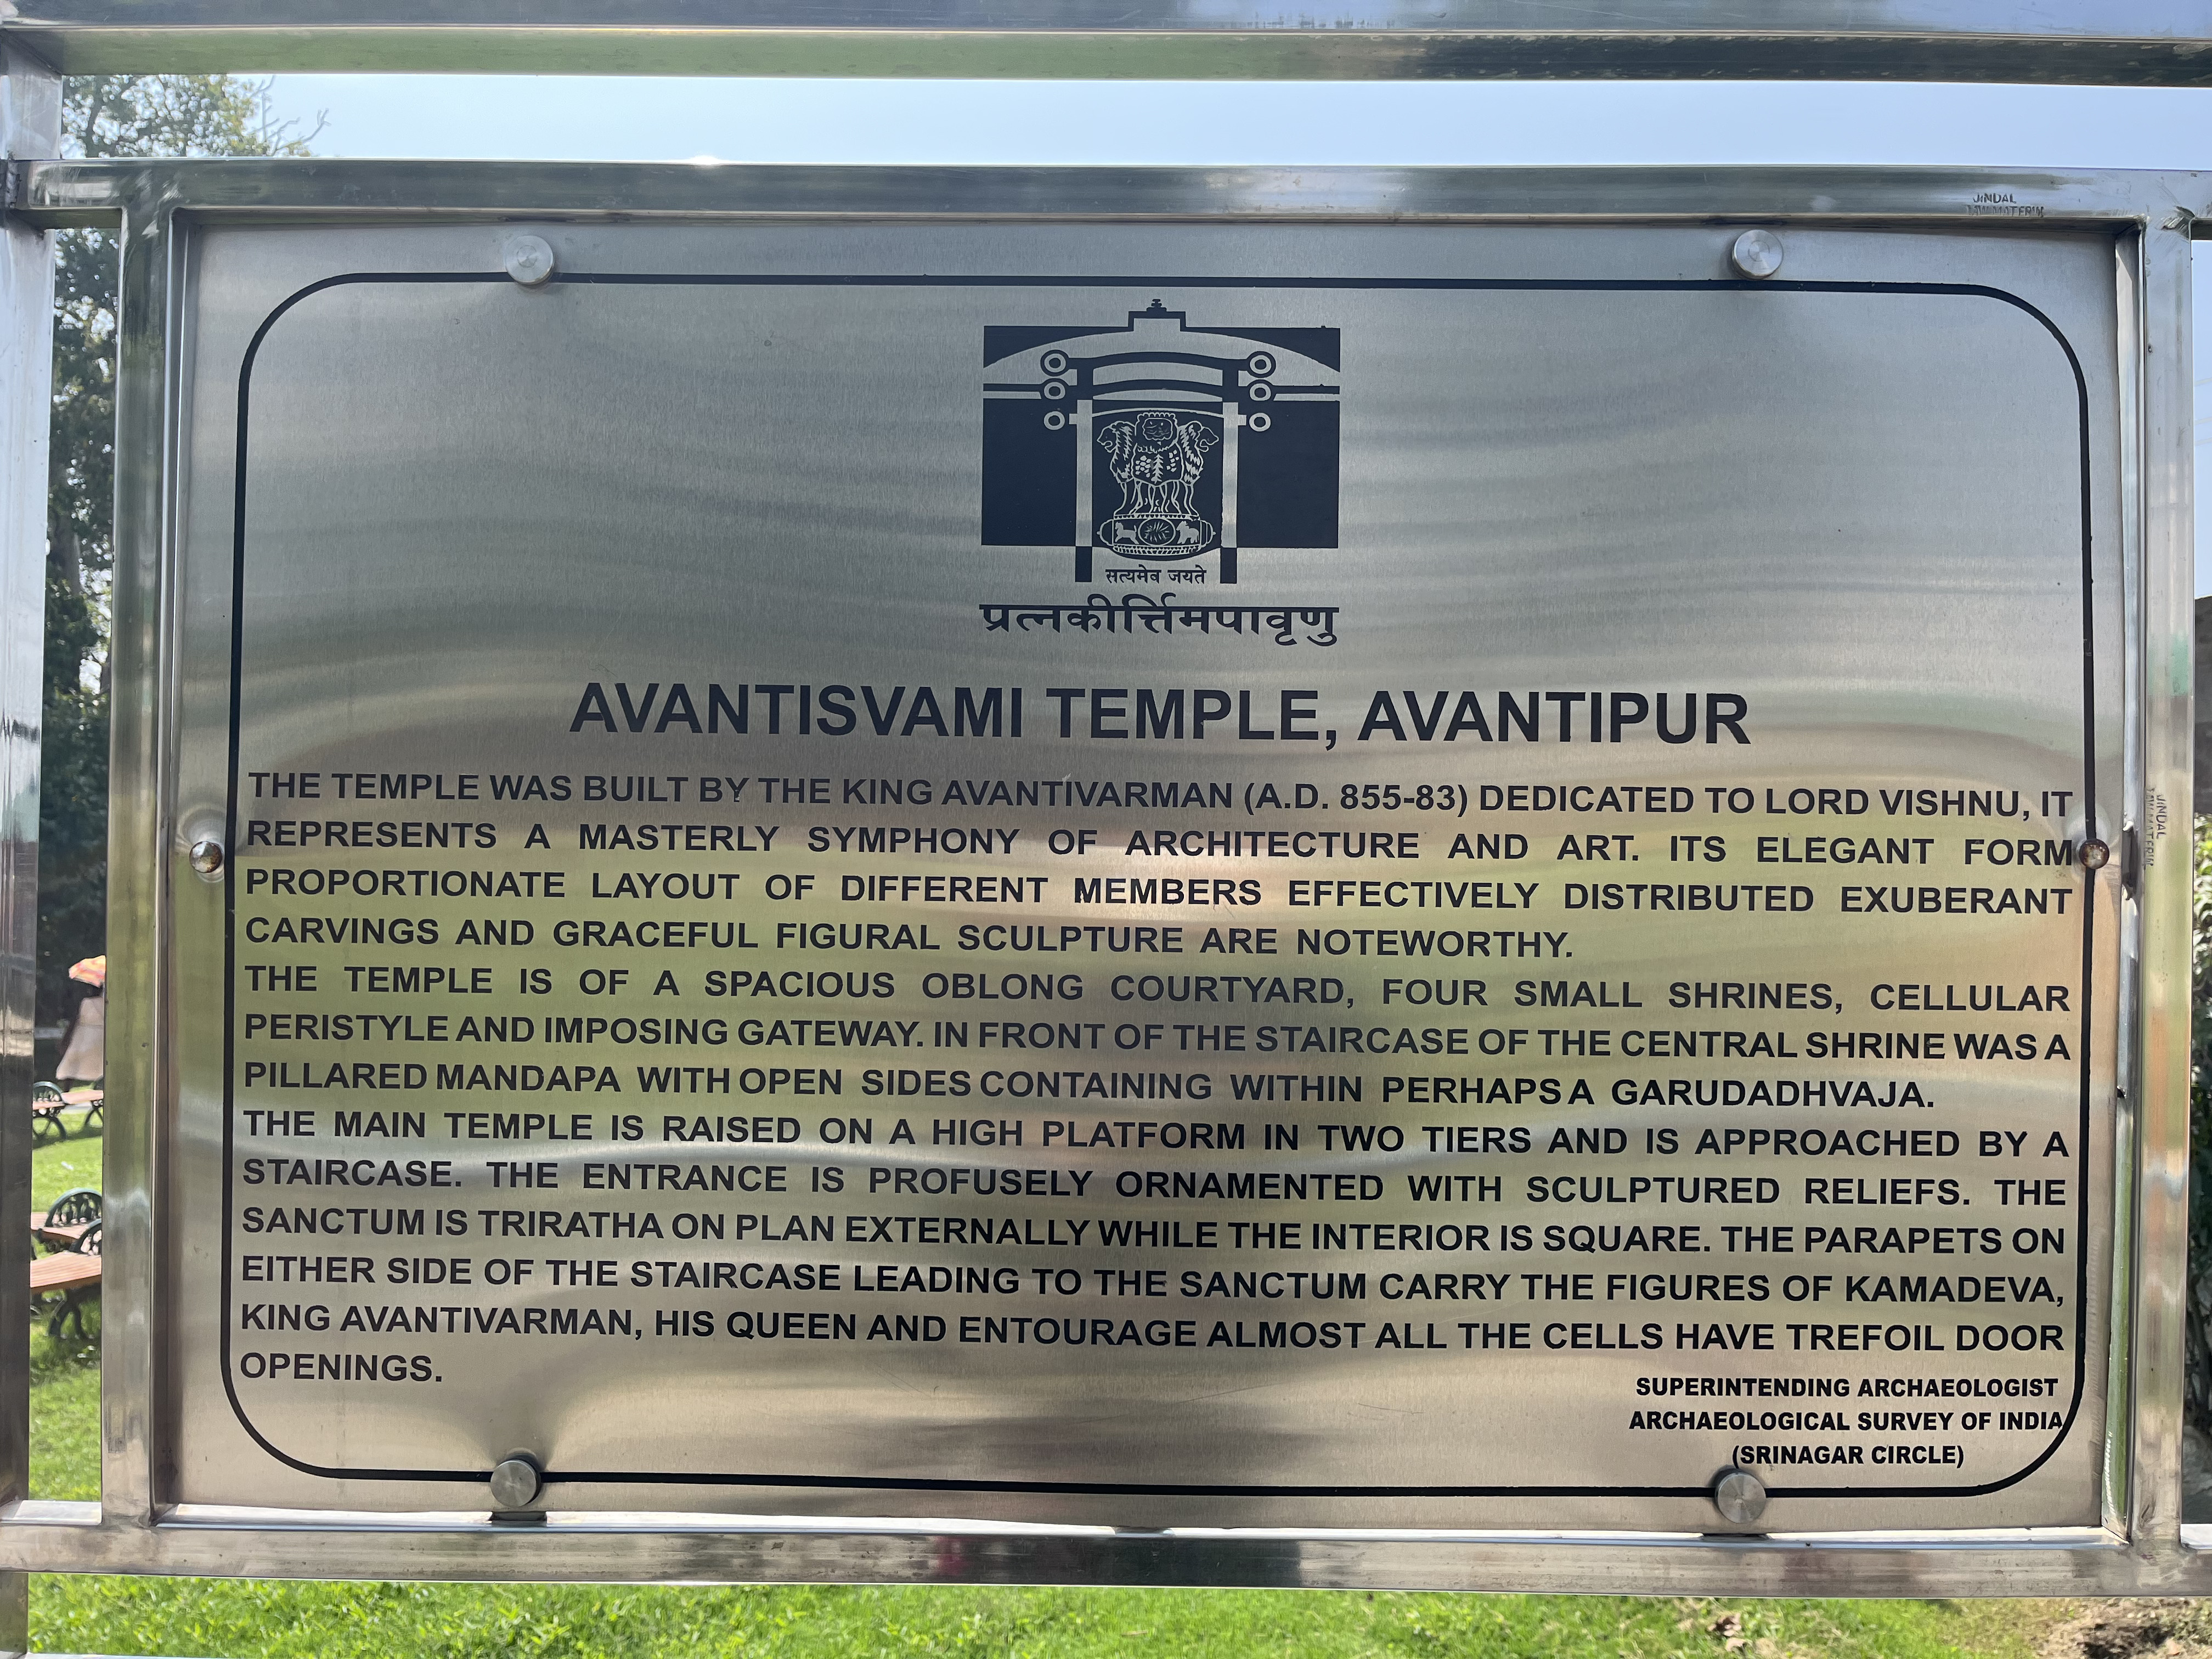 JINDAL
सत्यमेव जयते
प्रत्नकीर्त्तिमपावृणु
AVANTISVAMI TEMPLE, AVANTIPUR
THE TEMPLE WAS BUILT BY THE KING AVANTIVARMAN (A.D. 855-83) DEDICATED TO LORD VISHNU, IT
REPRESENTS A MASTERLY SYMPHONY OF ARCHITECTURE AND ART. ITS ELEGANT FORM
PROPORTIONATE LAYOUT OF DIFFERENT MEMBERS EFFECTIVELY DISTRIBUTED EXUBERANT
CARVINGS AND GRACEFUL FIGURAL SCULPTURE ARE NOTEWORTHY.
THE TEMPLE IS OF A SPACIOUS OBLONG COURTYARD, FOUR SMALL SHRINES, CELLULAR
PERISTYLE AND IMPOSING GATEWAY. IN FRONT OF THE STAIRCASE OF THE CENTRAL SHRINE WAS A
PILLARED MANDAPA WITH OPEN SIDES CONTAINING WITHIN PERHAPS A GARUDADHVAJA.
THE MAIN TEMPLE IS RAISED ON A HIGH PLATFORM IN TWO TIERS AND IS APPROACHED BY A
STAIRCASE. THE ENTRANCE IS PROFUSELY ORNAMENTED WITH SCULPTURED RELIEFS. THE
SANCTUM IS TRIRATHA ON PLAN EXTERNALLY WHILE THE INTERIOR IS SQUARE. THE PARAPETS ON
EITHER SIDE OF THE STAIRCASE LEADING TO THE SANCTUM CARRY THE FIGURES OF KAMADEVA,
KING AVANTIVARMAN, HIS QUEEN AND ENTOURAGE ALMOST ALL THE CELLS HAVE TREFOIL DOOR
OPENINGS.
SUPERINTENDING ARCHAEOLOGIST
ARCHAEOLOGICAL SURVEY OF INDIA
(SRINAGAR CIRCLE)
JINDAL